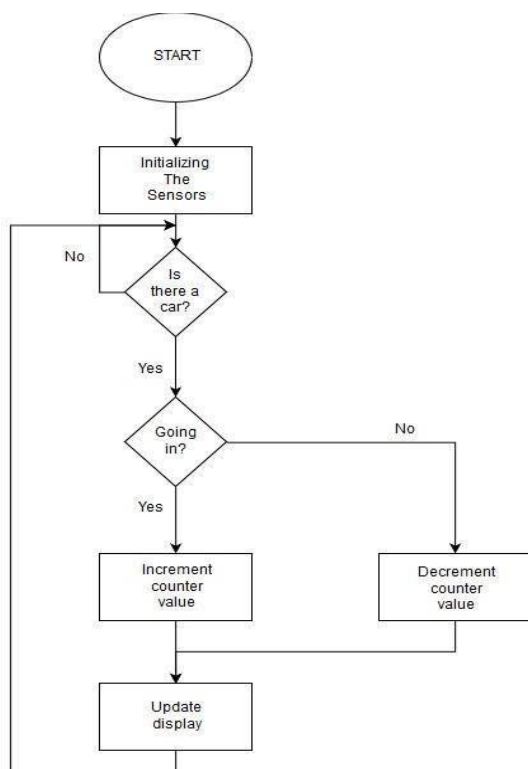 START
Initializing
The
Sensors
No
Is
there a
car?
Yes
Going
in?
No
Yes
Increment
counter
value
Decrement
counter
value
Update
display